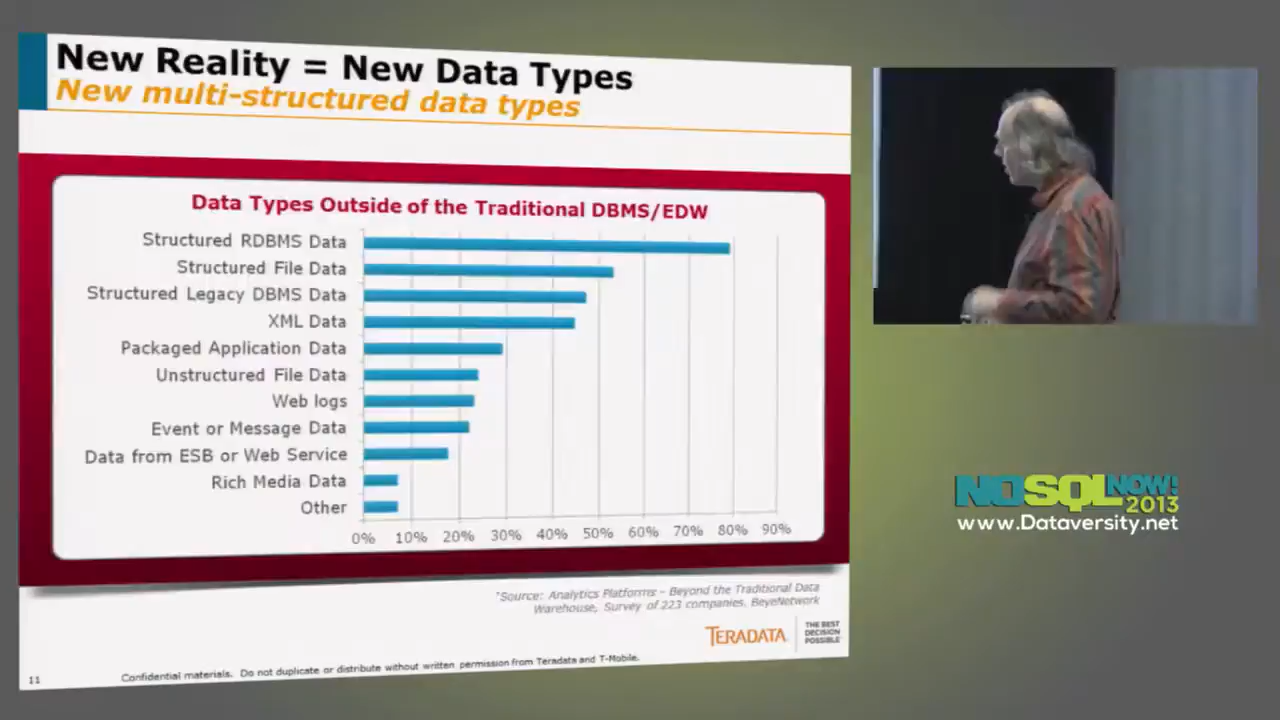 New Reality = New Data Types
New multi-structured data types
Data Types Outside of the Traditional DBMS/EDW
Structured RDBMS Data
Structured File Data
Structured Legacy DBMS Data
XML Data
Packaged Application Data
Unstructured File Data
Web logs
Event or Message Data
Data from ESB or Web Service
Rich Media Data
Other
0% 10% 20% 30% 40% 50% 60% 70% 80% 90%
*Source: Analytics Platforms – Beyond the Traditional Data
Warehouse, Survey of 223 companies. BeyeNetwork
TERADATA
THE BEST
DECISION
POSSIBLE
Confidential materials. Do not duplicate or distribute without written permission from Teradata and T-Mobile.
11
NOSQL NOW!
2013
www.Dataversity.net